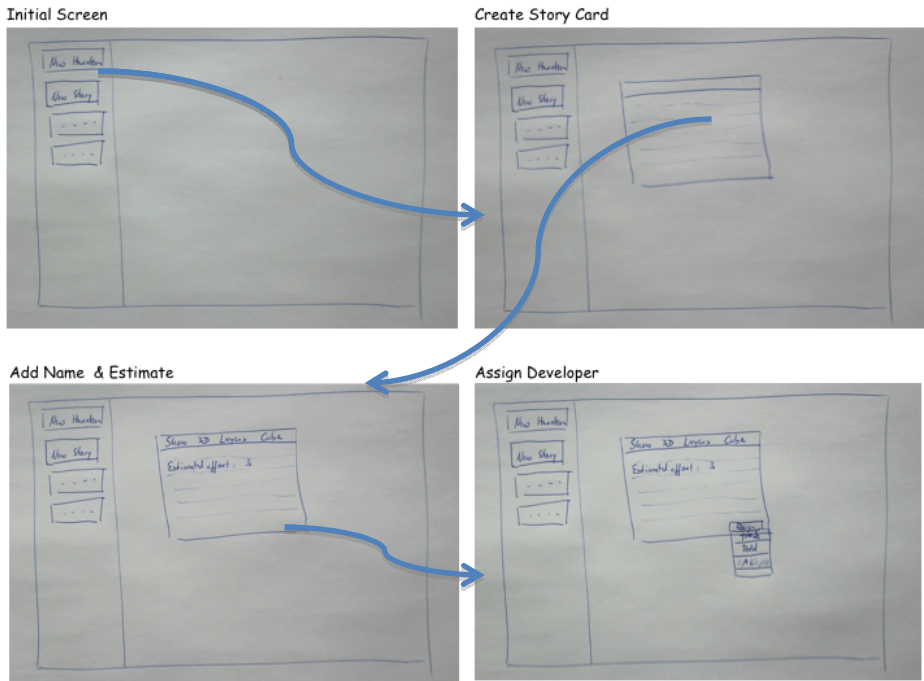 Initial Screen
Create Story Card
New Iteration
New Story
- - - -
- - - -
New Iteration
New Story
- - - -
- - - -
Add Name & Estimate
Assign Developer
New Iteration
New Story
- - - -
- - - -
Show 3D Layers Cube
Estimated effort : 3
New Iteration
New Story
- - - -
- - - -
Show 3D Layers Cube
Estimated effort : 3
Todd